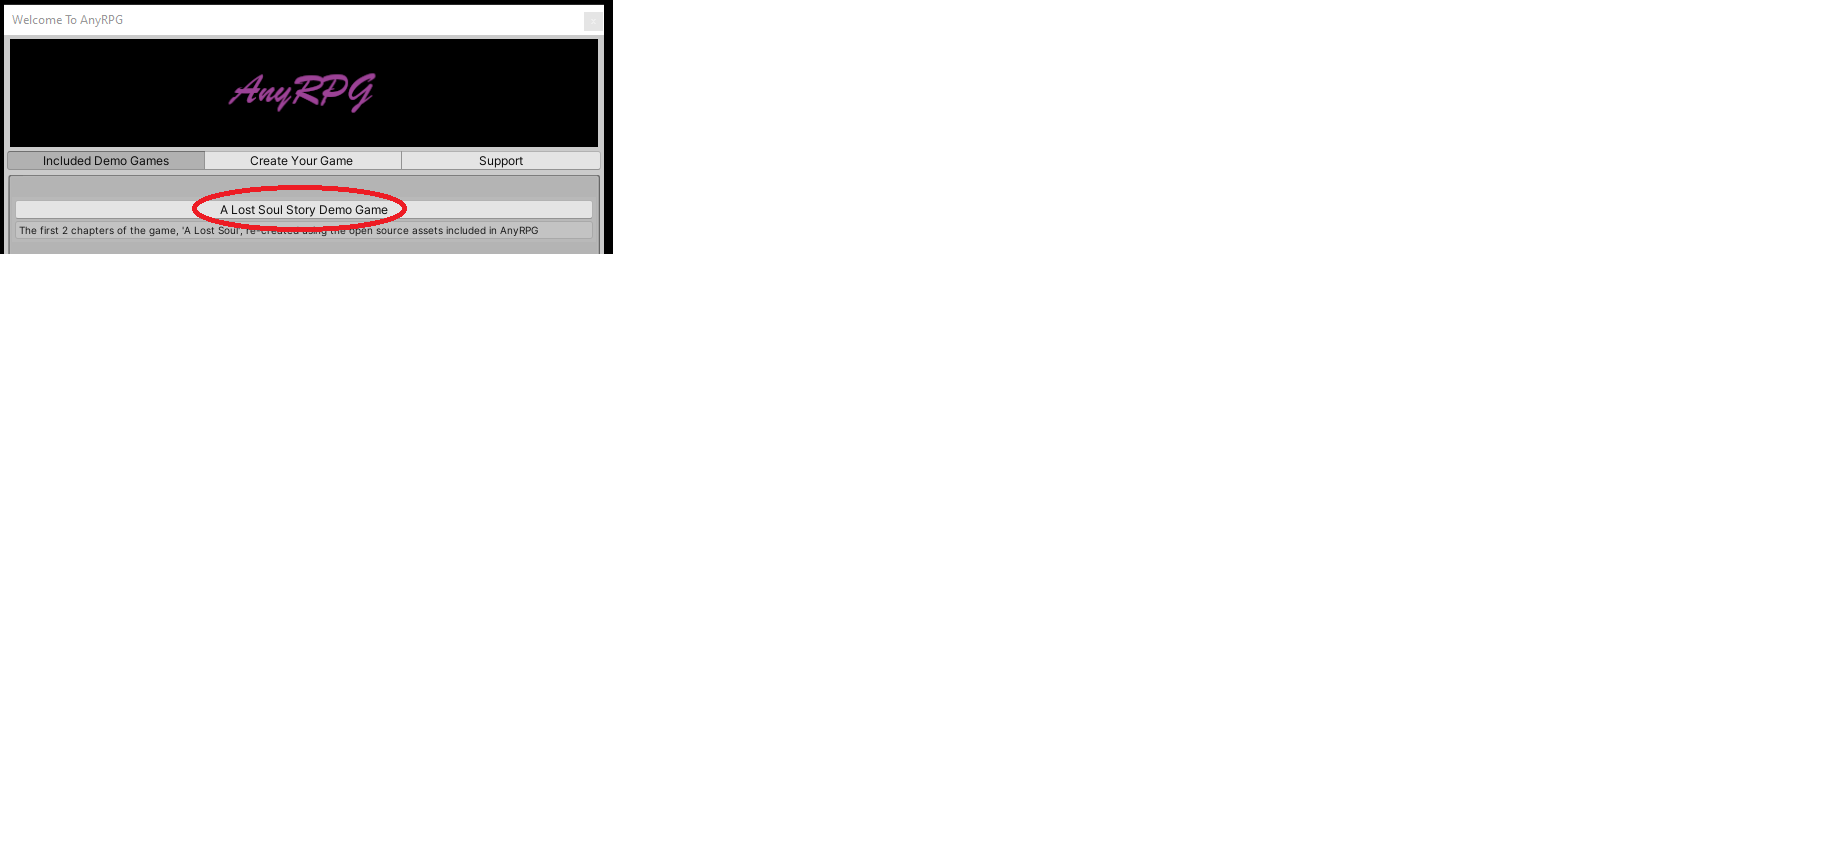 Welcome To AnyRPG
x
AnyRPG
Included Demo Games Create Your Game Support
A Lost Soul Story Demo Game
The first 2 chapters of the game, 'A Lost Soul', re-created using the open source assets included in AnyRPG